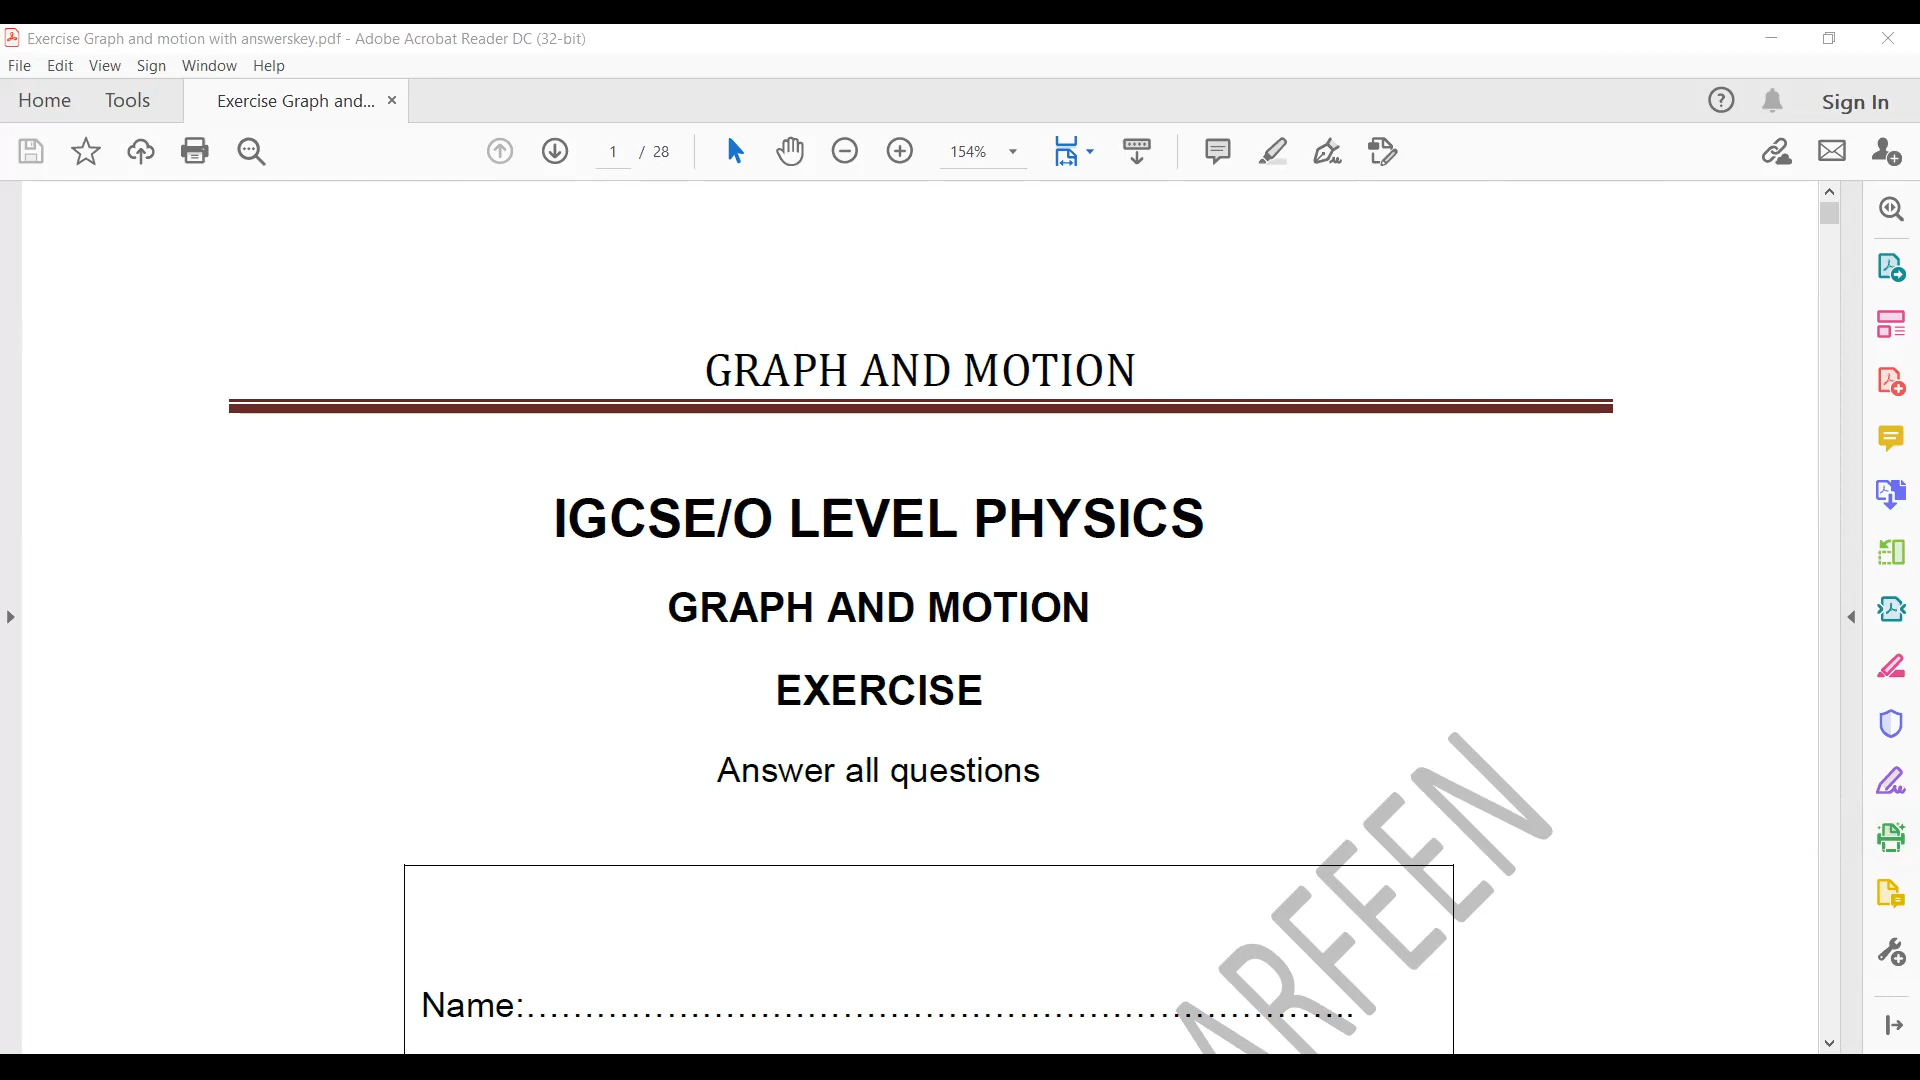 Exercise Graph and motion with answerskey.pdf - Adobe Acrobat Reader DC (32-bit)
File Edit View Sign Window Help
Home Tools Exercise Graph and... × Sign In
1 / 28 154%
GRAPH AND MOTION
IGCSE/O LEVEL PHYSICS
GRAPH AND MOTION
EXERCISE
Answer all questions
Name:……………………………………………………………….
ARFEEN